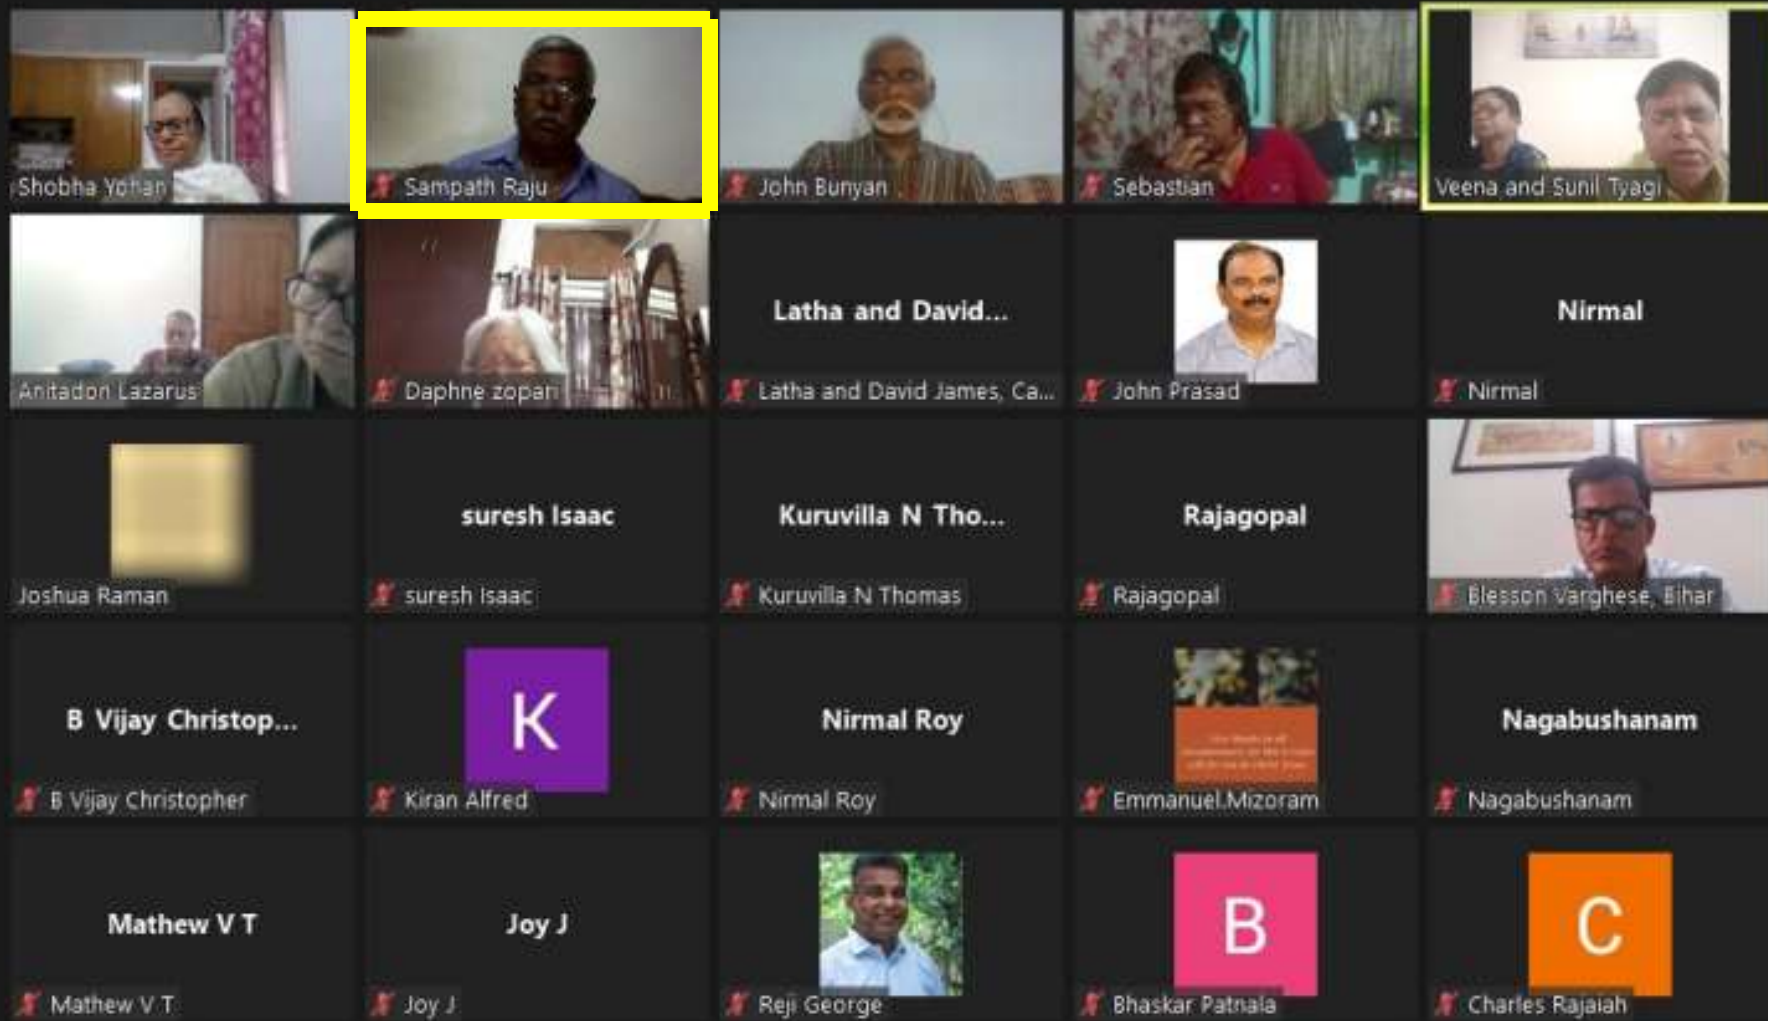 Shobha Yohan
Sampath Raju
John Bunyan
Sebastian
Veena and Sunil Tyagi
Anitadon Lazarus
Daphne zopari
Latha and David...
Latha and David James, Ca...
John Prasad
Nirmal
Nirmal
Joshua Raman
suresh Isaac
suresh Isaac
Kuruvilla N Tho...
Kuruvilla N Thomas
Rajagopal
Rajagopal
Blesson Varghese, Bihar
B Vijay Christop...
B Vijay Christopher
K
Kiran Alfred
Nirmal Roy
Nirmal Roy
Emmanuel.Mizoram
Nagabushanam
Nagabushanam
Mathew V T
Mathew V T
Joy J
Joy J
Reji George
B
Bhaskar Patnala
C
Charles Rajaiah